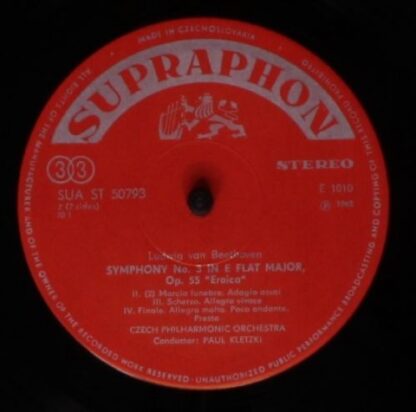 MADE IN CZECHOSLOVAKIA
ALL RIGHTS OF THE MANUFACTURER AND OF THE OWNER OF THE RECORDED WORK RESERVED-UNAUTHORIZED PUBLIC PERFORMANCE BROADCASTING AND COPYING OF THIS RECORD PROHIBITED
SUPRAPHON
33
STEREO
SUA ST 50793
E 1010
Ludwig van Beethoven
SYMPHONY No. 3 IN E FLAT MAJOR,
Op. 55 "Eroica"
II. (2) Marcia funebre: Adagio assai
III. Scherzo. Allegro vivace
IV. Finale. Allegro molto. Poco andante.
Presto
CZECH PHILHARMONIC ORCHESTRA
Conductor: PAUL KLETZKI